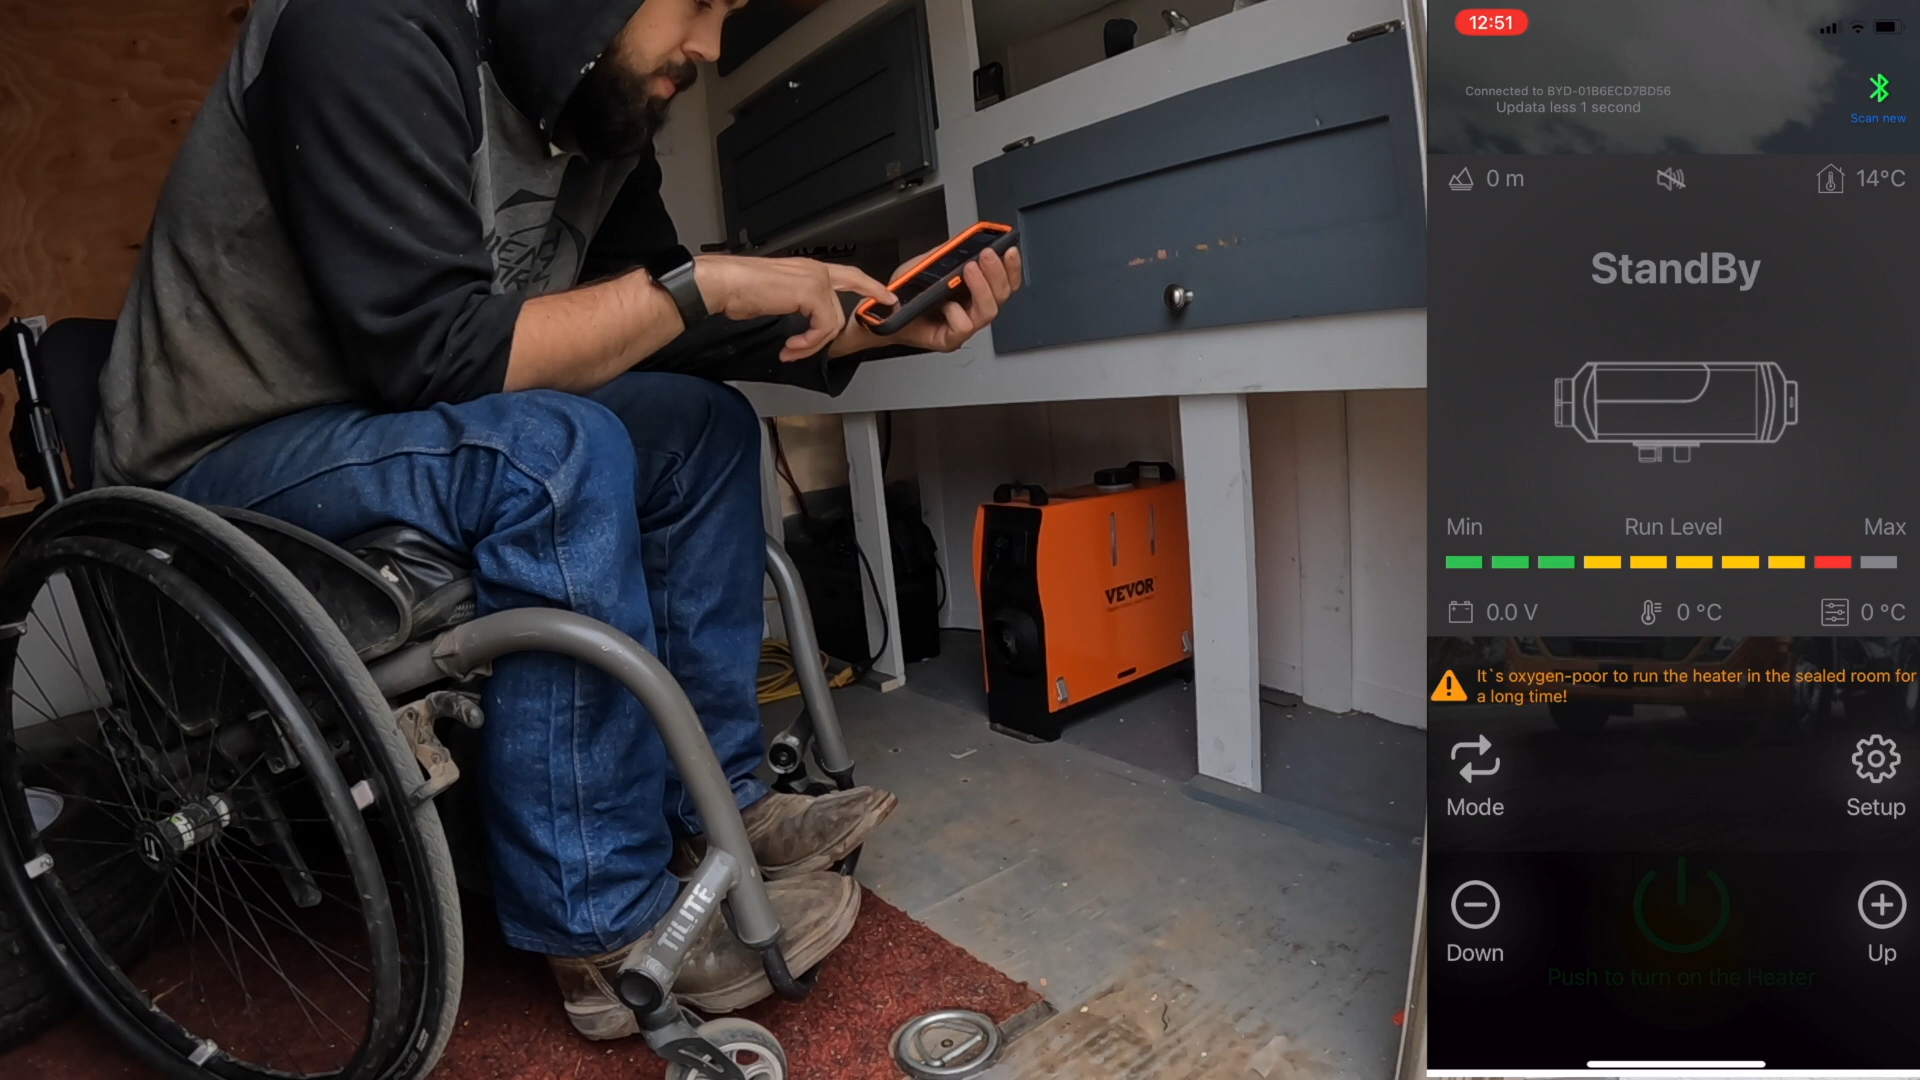 VEVOR
TiLITE
12:51
Connected to BYD-01B6ECD7BD56
Updata less 1 second
Scan new
0 m
14°C
StandBy
Min
Run Level
Max
0.0 V
0 °C
0 °C
It`s oxygen-poor to run the heater in the sealed room for
a long time!
Mode
Setup
Down
Up
Push to turn on the Heater